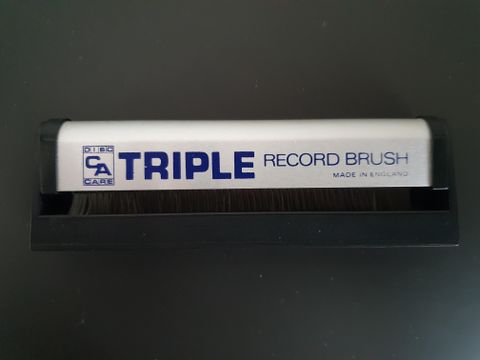 DISC
CA
CARE
TRIPLE RECORD BRUSH
MADE IN ENGLAND